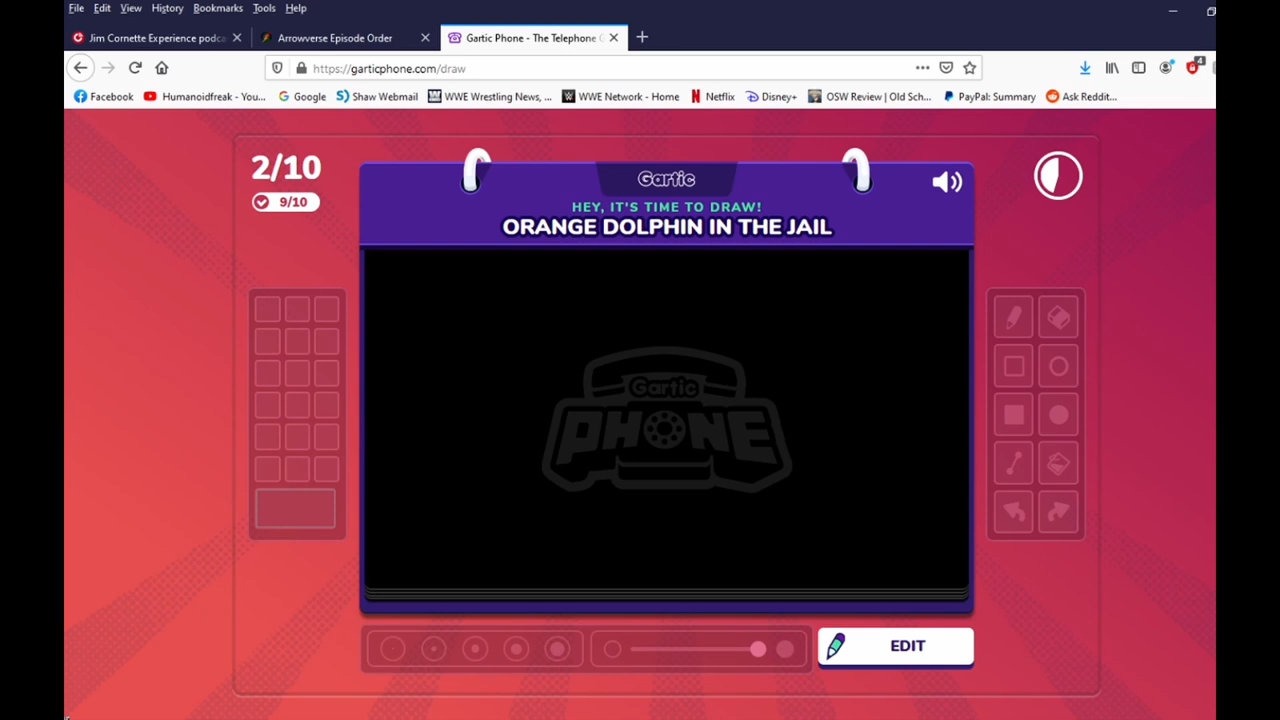 File Edit View History Bookmarks Tools Help
Jim Cornette Experience podca Arrowverse Episode Order Gartic Phone - The Telephone G
https://garticphone.com/draw
4
Facebook Humanoidfreak - You... Google Shaw Webmail WWE Wrestling News, ... WWE Network - Home Netflix Disney+ OSW Review | Old Sch... PayPal: Summary Ask Reddit...
2/10
9/10
Gartic
HEY, IT'S TIME TO DRAW!
ORANGE DOLPHIN IN THE JAIL
Gartic
PHONE
EDIT